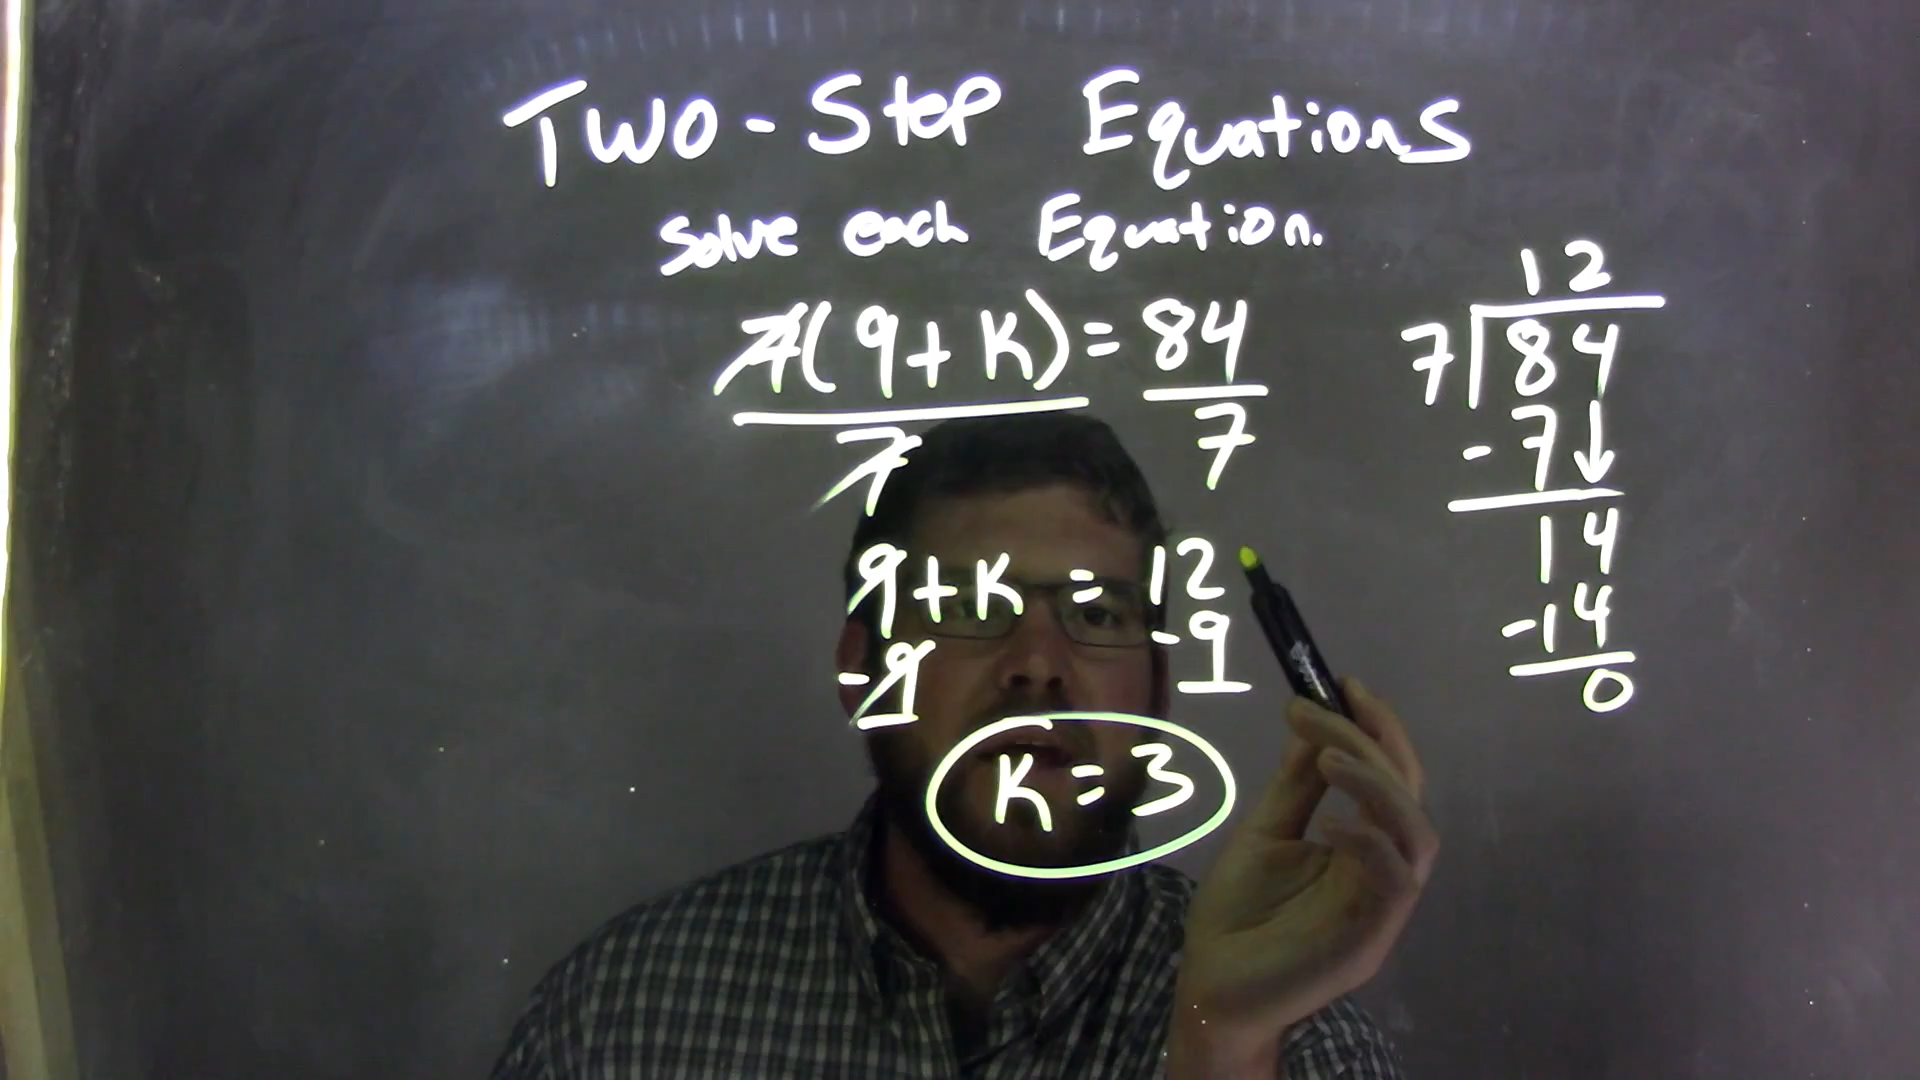 Two-Step Equations
Solve each Equation.
7(9+K)=84
7 7
9+K = 12
-9 -9
K=3
12
7 84
-7
14
-14
0